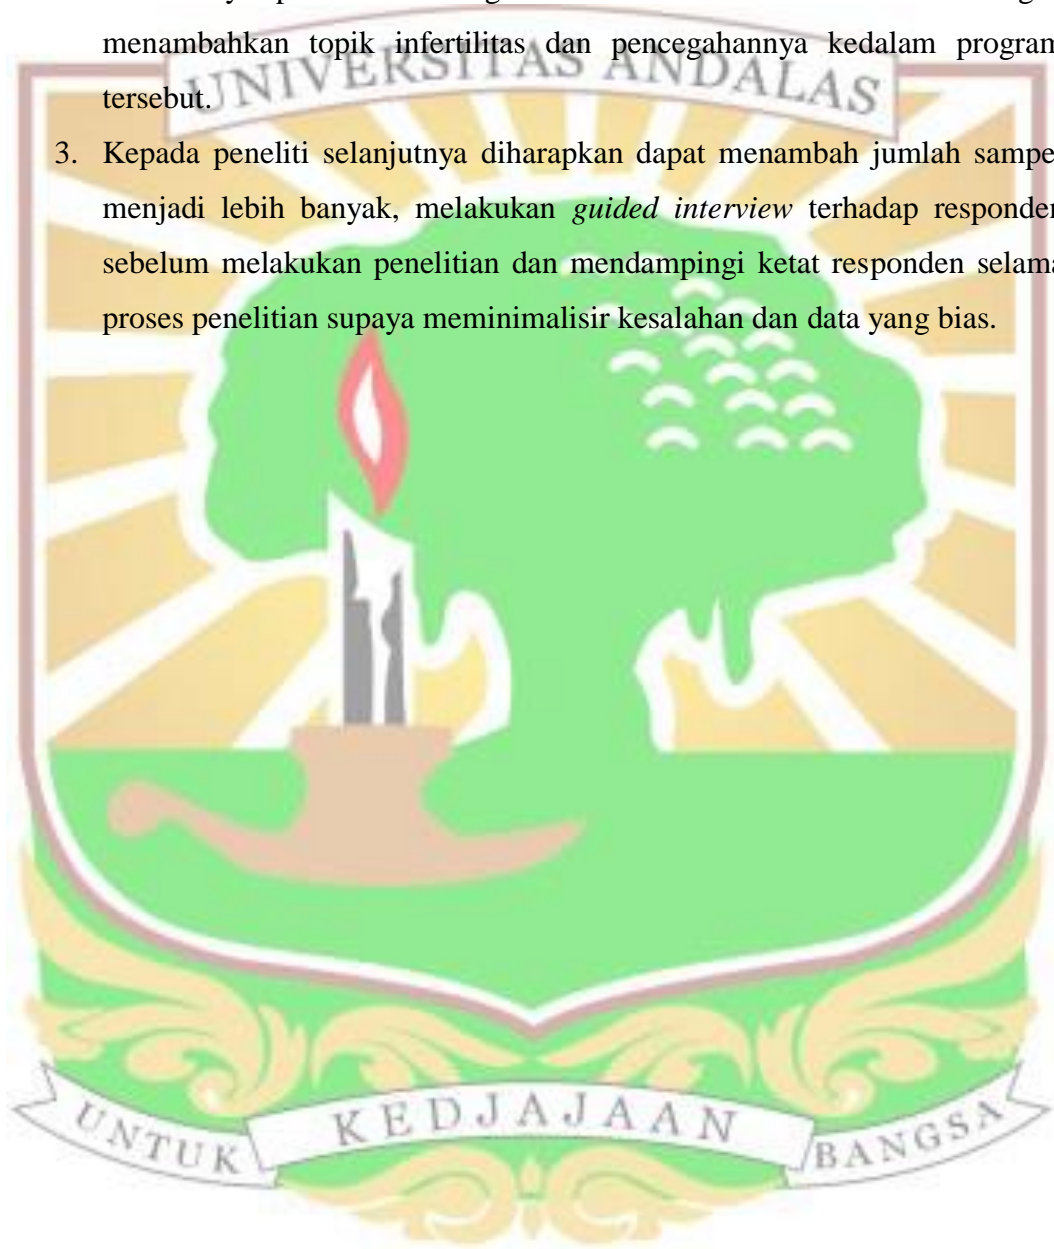 menambahkan topik infertilitas dan pencegahannya kedalam program
tersebut.
UNIVERSITAS ANDALAS
3. Kepada peneliti selanjutnya diharapkan dapat menambah jumlah sampe
menjadi lebih banyak, melakukan guided interview terhadap responden
sebelum melakukan penelitian dan mendampingi ketat responden selama
proses penelitian supaya meminimalisir kesalahan dan data yang bias.
UNTUK KEDJAJAAN BANGSA